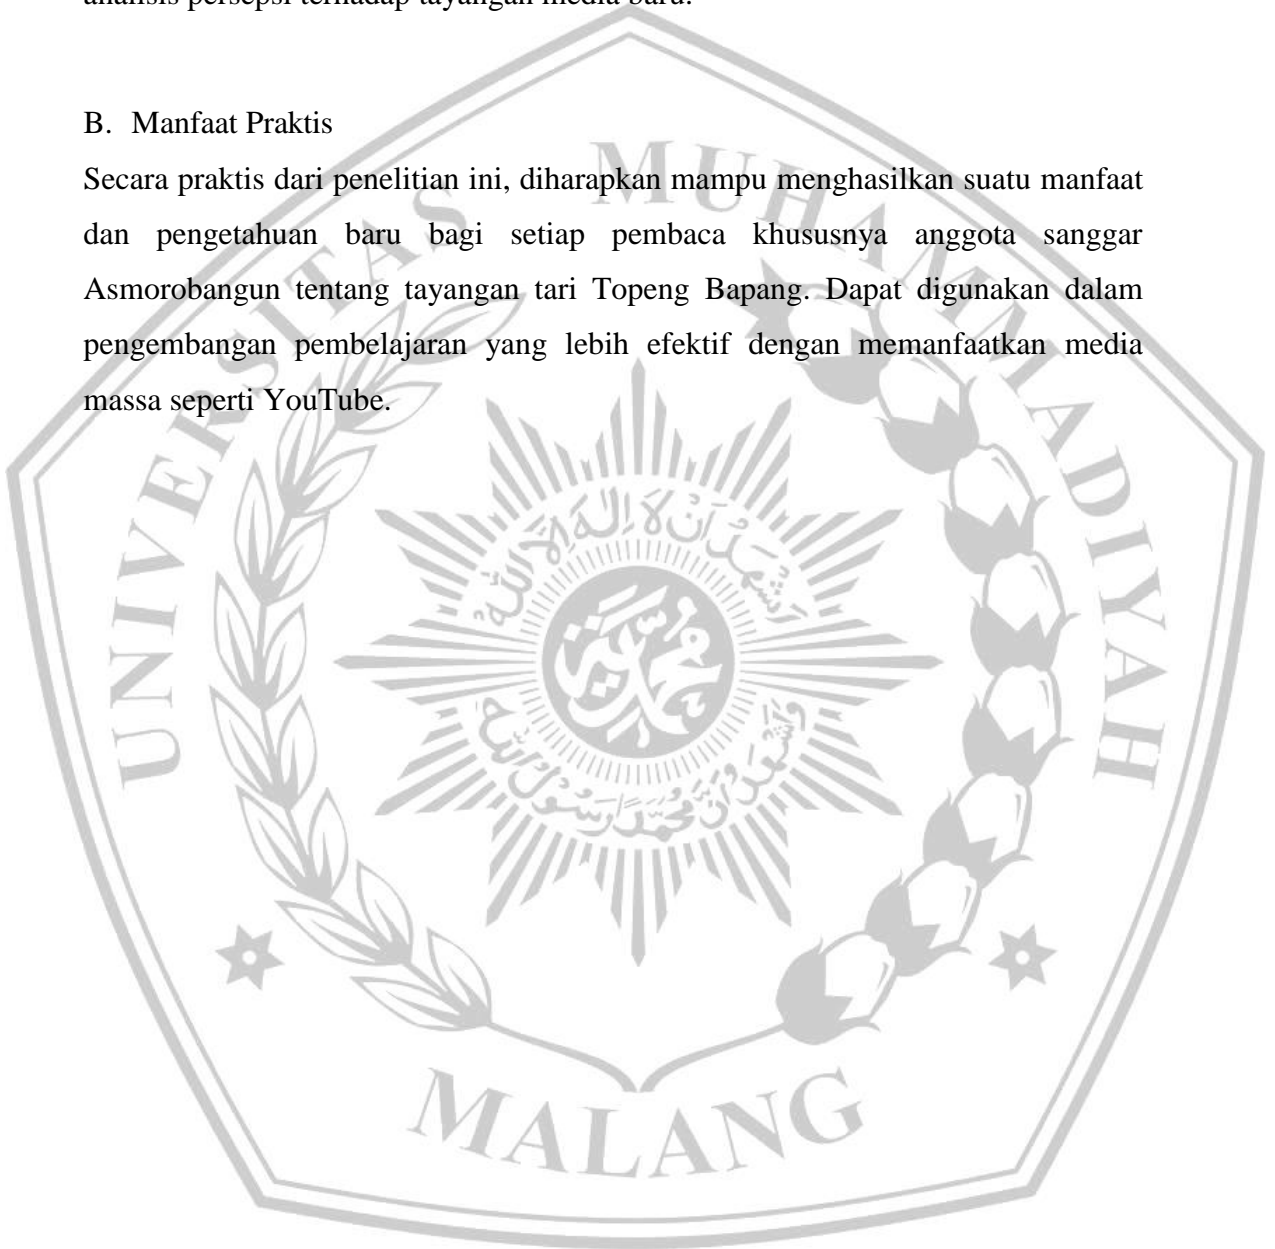 analisis persepsi terhadap tayangan media baru.
B. Manfaat Praktis
Secara praktis dari penelitian ini, diharapkan mampu menghasilkan suatu manfaat
dan pengetahuan baru bagi setiap pembaca khususnya anggota sanggar
Asmorobangun tentang tayangan tari Topeng Bapang. Dapat digunakan dalam
pengembangan pembelajaran yang lebih efektif dengan memanfaatkan media
massa seperti YouTube.
UNIVERSITAS MUHAMMADIYAH
MALANG